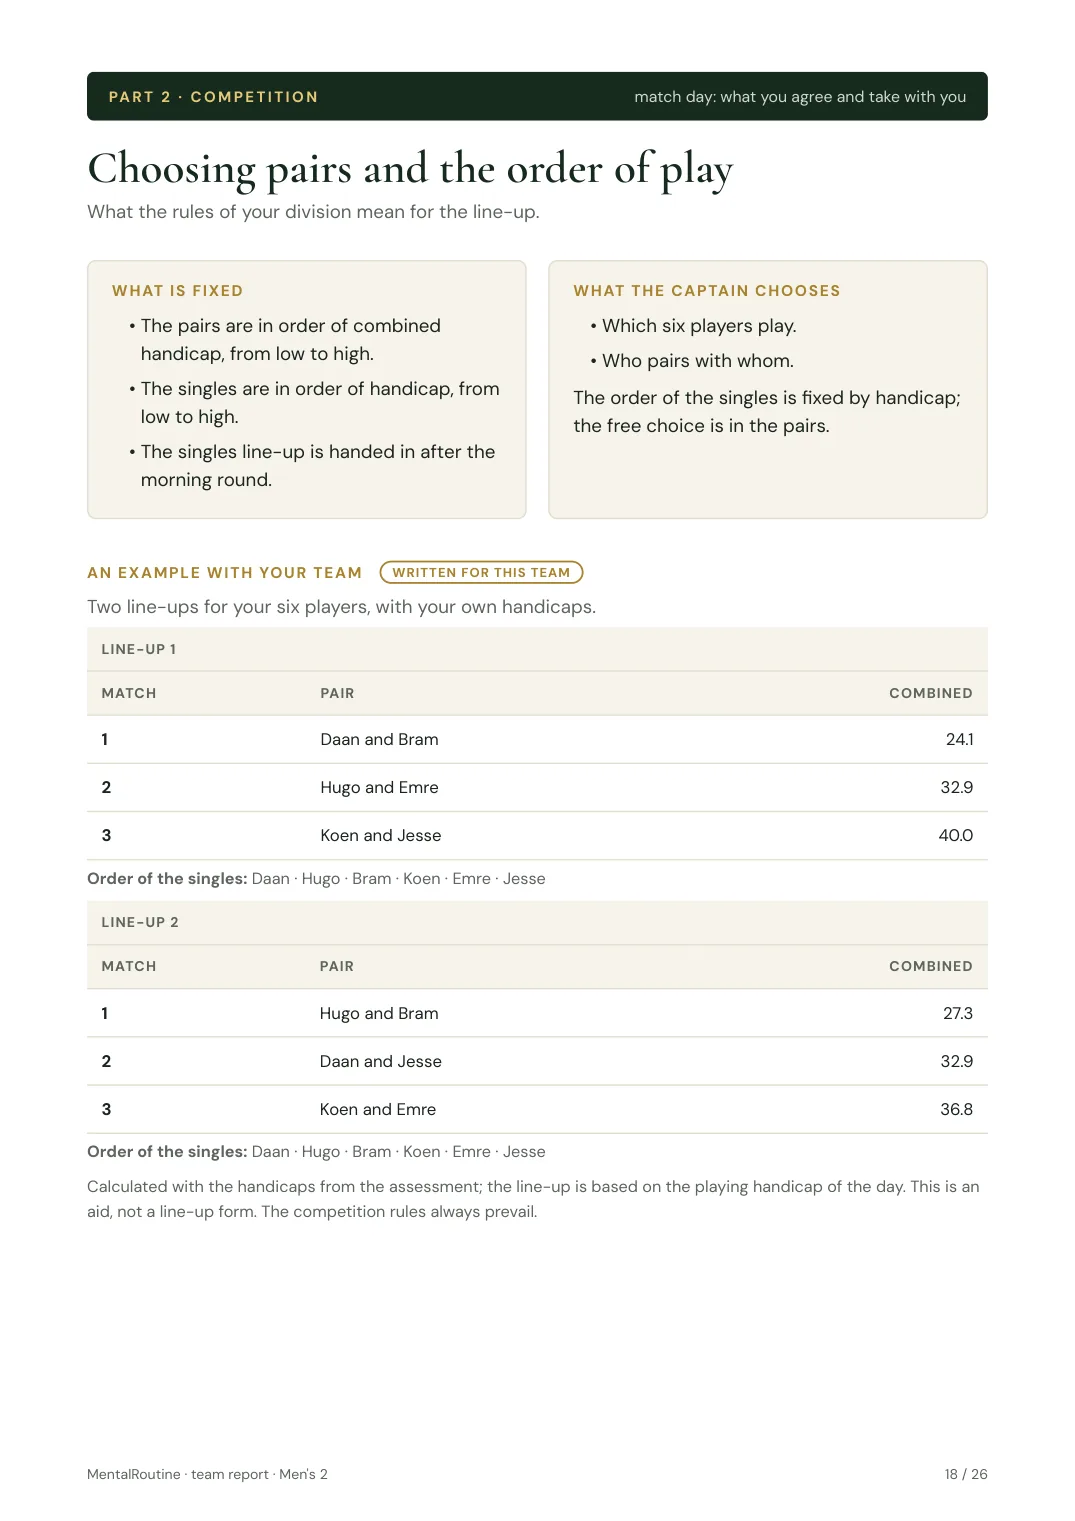 PART 2 · COMPETITION
match day: what you agree and take with you
Choosing pairs and the order of play
What the rules of your division mean for the line-up.
WHAT IS FIXED
• The pairs are in order of combined
handicap, from low to high.
• The singles are in order of handicap, from
low to high.
• The singles line-up is handed in after the
morning round.
WHAT THE CAPTAIN CHOOSES
• Which six players play.
• Who pairs with whom.
The order of the singles is fixed by handicap;
the free choice is in the pairs.
AN EXAMPLE WITH YOUR TEAM WRITTEN FOR THIS TEAM
Two line-ups for your six players, with your own handicaps.
LINE-UP 1
MATCH PAIR COMBINED
1 Daan and Bram 24.1
2 Hugo and Emre 32.9
3 Koen and Jesse 40.0
Order of the singles: Daan · Hugo · Bram · Koen · Emre · Jesse
LINE-UP 2
MATCH PAIR COMBINED
1 Hugo and Bram 27.3
2 Daan and Jesse 32.9
3 Koen and Emre 36.8
Order of the singles: Daan · Hugo · Bram · Koen · Emre · Jesse
Calculated with the handicaps from the assessment; the line-up is based on the playing handicap of the day. This is an
aid, not a line-up form. The competition rules always prevail.
MentalRoutine · team report · Men's 2
18 / 26